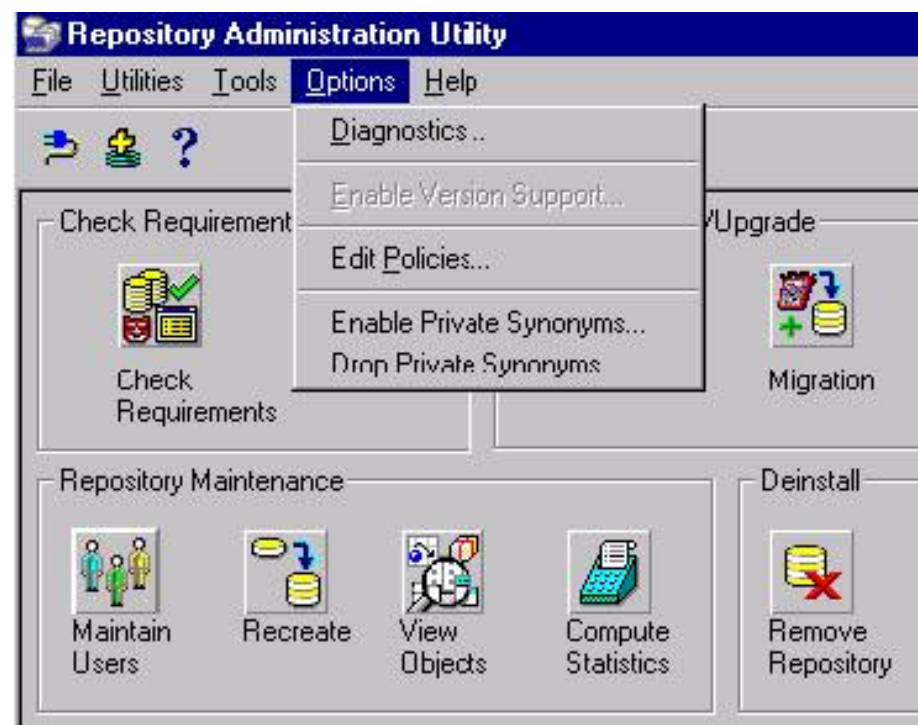 Repository Administration Utility
File Utilities Tools Options Help
?
Diagnostics..
Enable Version Support...
Edit Policies...
Enable Private Synonyms...
Drop Private Synonyms
Check Requirement
/Upgrade
Check
Requirements
Migration
Repository Maintenance
Deinstall
Maintain
Users
Recreate
View
Objects
Compute
Statistics
Remove
Repository